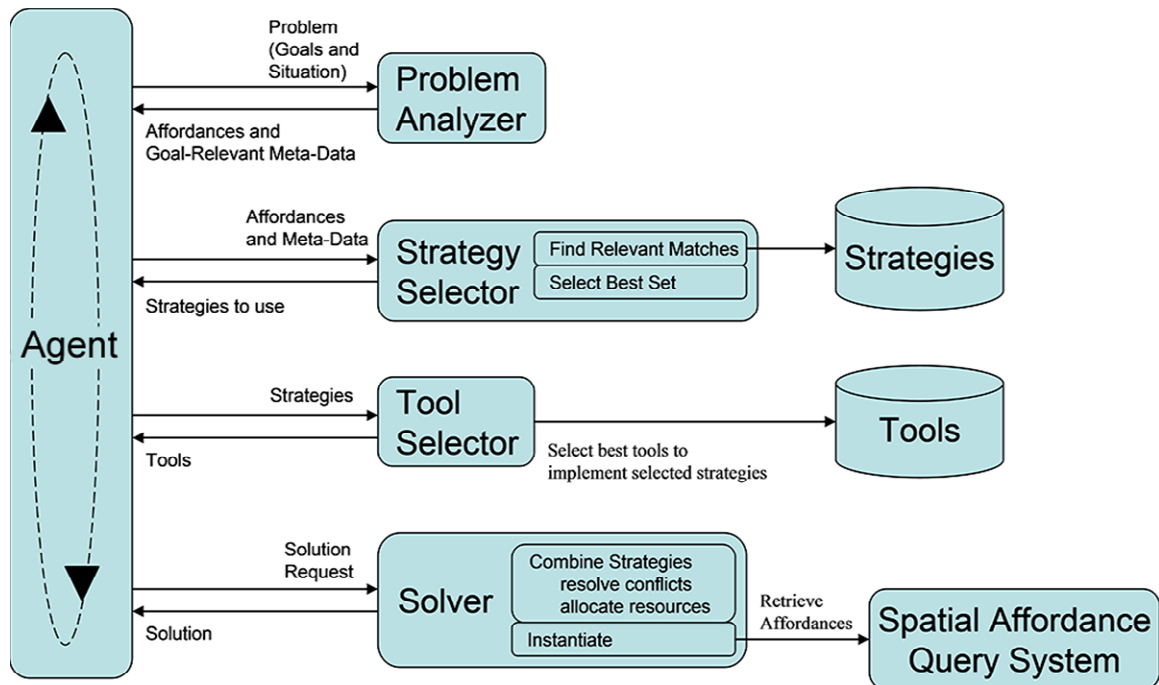 Problem
(Goals and
Situation)
Problem
Analyzer
Affordances and
Goal-Relevant Meta-Data
Affordances
and Meta-Data
Strategy
Selector
Find Relevant Matches
Select Best Set
Strategies
Strategies to use
Agent
Strategies
Tool
Selector
Tools
Tools
Select best tools to
implement selected strategies
Solution
Request
Solver
Combine Strategies
resolve conflicts
allocate resources
Instantiate
Retrieve
Affordances
Spatial Affordance
Query System
Solution